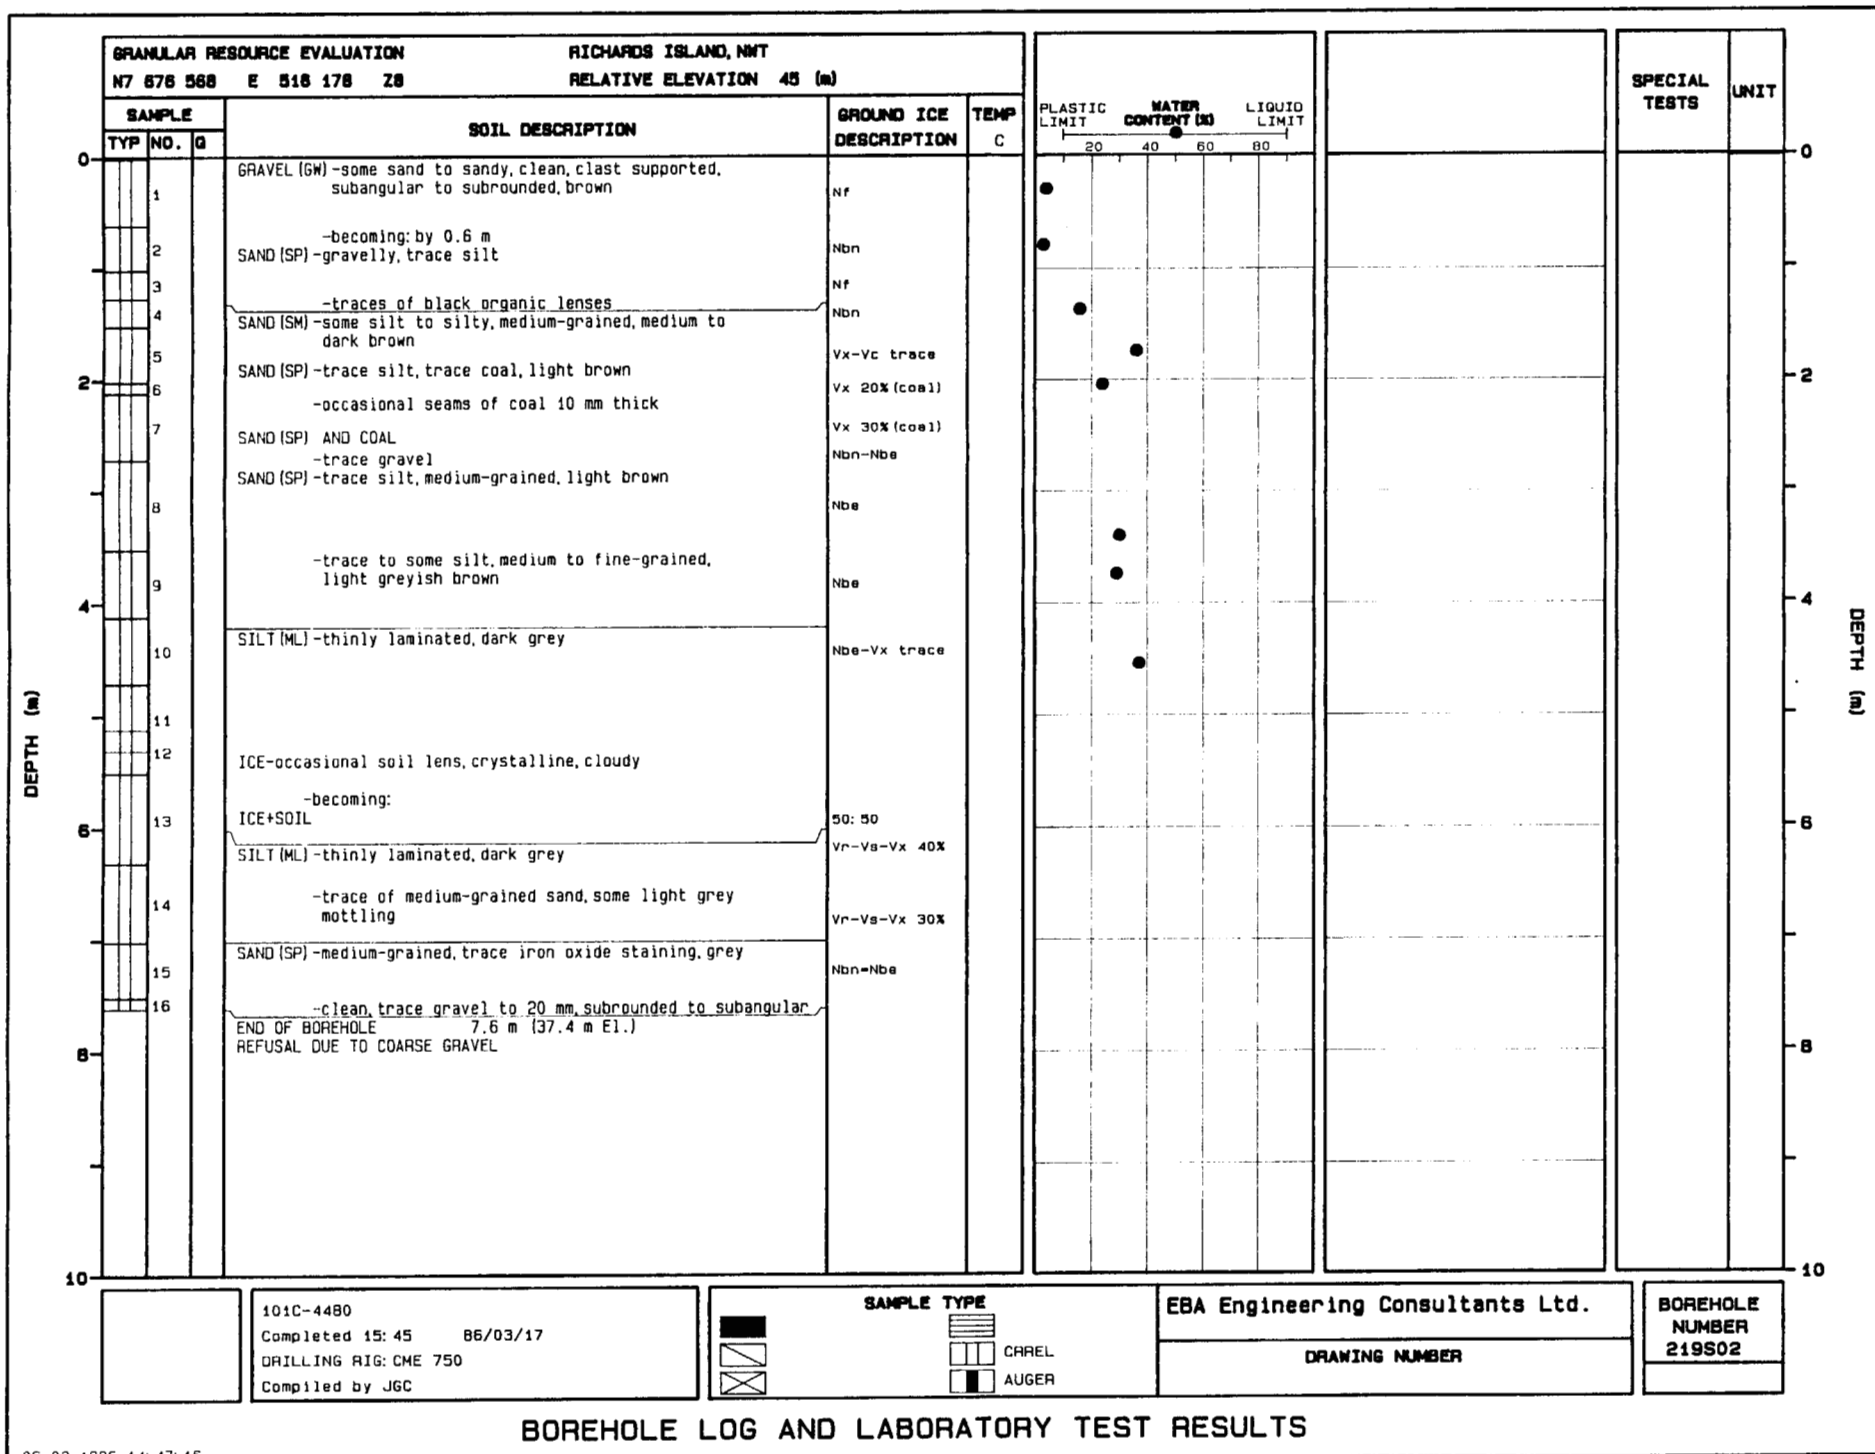 GRANULAR RESOURCE EVALUATION RICHARDS ISLAND, NWT
N7 676 568 E 518 178 Z8 RELATIVE ELEVATION 45 (m)
SAMPLE
TYP NO. Q
SOIL DESCRIPTION
GROUND ICE
DESCRIPTION
TEMP
C
PLASTIC
LIMIT
WATER
CONTENT (%)
LIQUID
LIMIT
20 40 60 80
SPECIAL
TESTS
UNIT
0
2
4
6
8
10
DEPTH (m)
1
2
3
4
5
6
7
8
9
10
11
12
13
14
15
16
GRAVEL (GW) -some sand to sandy, clean, clast supported,
subangular to subrounded, brown
-becoming: by 0.6 m
SAND (SP) -gravelly, trace silt
-traces of black organic lenses
SAND (SM) -some silt to silty, medium-grained, medium to
dark brown
SAND (SP) -trace silt, trace coal, light brown
-occasional seams of coal 10 mm thick
SAND (SP) AND COAL
-trace gravel
SAND (SP) -trace silt, medium-grained, light brown
-trace to some silt, medium to fine-grained,
light greyish brown
SILT (ML) -thinly laminated, dark grey
ICE-occasional soil lens, crystalline, cloudy
-becoming:
ICE+SOIL
SILT (ML) -thinly laminated, dark grey
-trace of medium-grained sand, some light grey
mottling
SAND (SP) -medium-grained, trace iron oxide staining, grey
-clean, trace gravel to 20 mm, subrounded to subangular
END OF BOREHOLE 7.6 m (37.4 m El.)
REFUSAL DUE TO COARSE GRAVEL
Nf
Nbn
Nf
Nbn
Vx-Vc trace
Vx 20% (coal)
Vx 30% (coal)
Nbn-Nbe
Nbe
Nbe
Nbe-Vx trace
50: 50
Vr-Vs-Vx 40%
Vr-Vs-Vx 30%
Nbn-Nbe
0
2
4
6
8
10
DEPTH (m)
101C-4480
Completed 15: 45 86/03/17
DRILLING RIG: CME 750
Compiled by JGC
SAMPLE TYPE
CRREL
AUGER
EBA Engineering Consultants Ltd.
DRAWING NUMBER
BOREHOLE
NUMBER
219S02
BOREHOLE LOG AND LABORATORY TEST RESULTS